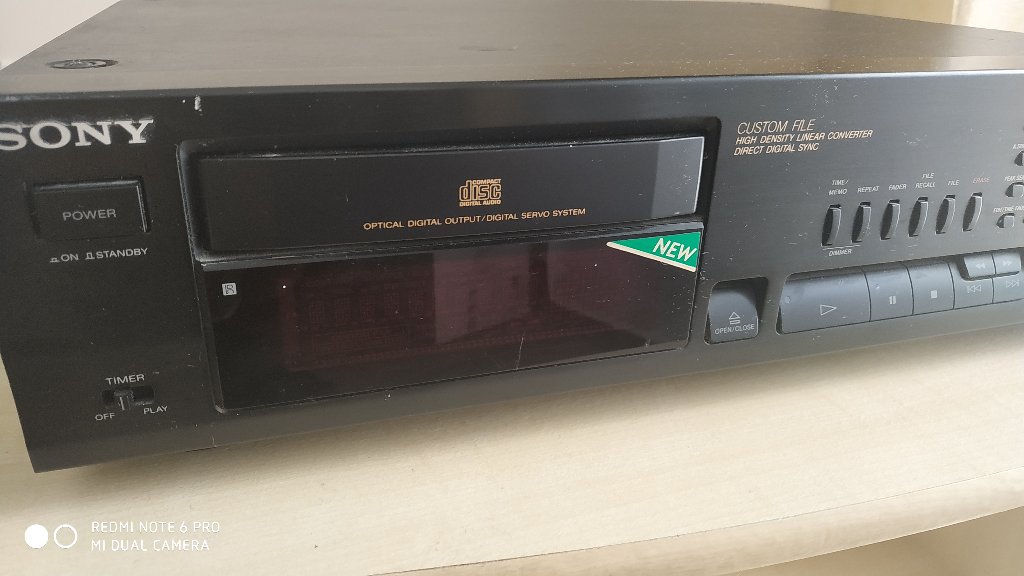 SONY
POWER
ON STANDBY
TIMER
OFF PLAY
COMPACT
disc
DIGITAL AUDIO
OPTICAL DIGITAL OUTPUT/DIGITAL SERVO SYSTEM
NEW
OPEN/CLOSE
CUSTOM FILE
HIGH DENSITY LINEAR CONVERTER
DIRECT DIGITAL SYNC
TIME/
MEMO
REPEAT
FADER
FILE
RECALL
FILE
ERASE
DIMMER
REDMI NOTE 6 PRO
MI DUAL CAMERA